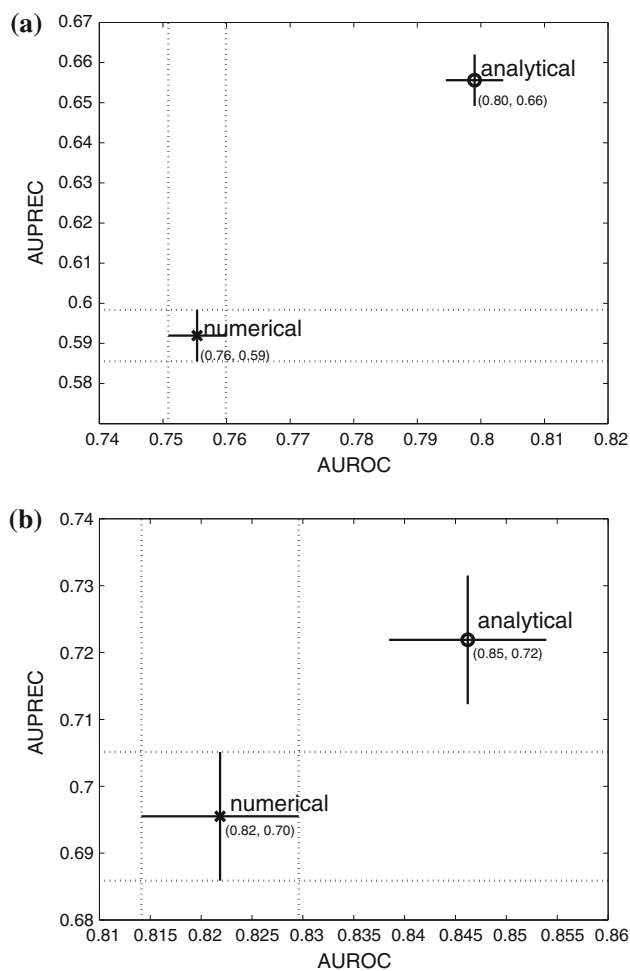 (a)
0.67
0.66
0.65
0.64
0.63
0.62
0.61
0.6
0.59
0.58
AUPREC
analytical
(0.80, 0.66)
numerical
(0.76, 0.59)
0.74 0.75 0.76 0.77 0.78 0.79 0.8 0.81 0.82
AUROC
(b)
0.74
0.73
0.72
0.71
0.7
0.69
0.68
AUPREC
analytical
(0.85, 0.72)
numerical
(0.82, 0.70)
0.81 0.815 0.82 0.825 0.83 0.835 0.84 0.845 0.85 0.855 0.86
AUROC